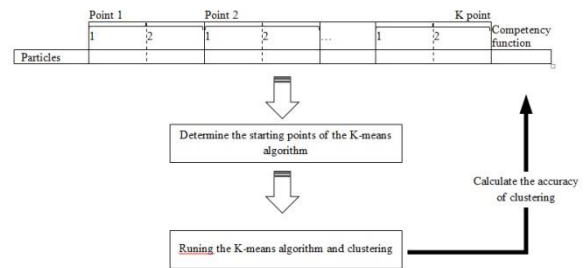 Point 1 Point 2 K point
1 2 1 2 ... 1 2 Competency
function
Particles
Determine the starting points of the K-means
algorithm
Calculate the accuracy
of clustering
Runing the K-means algorithm and clustering